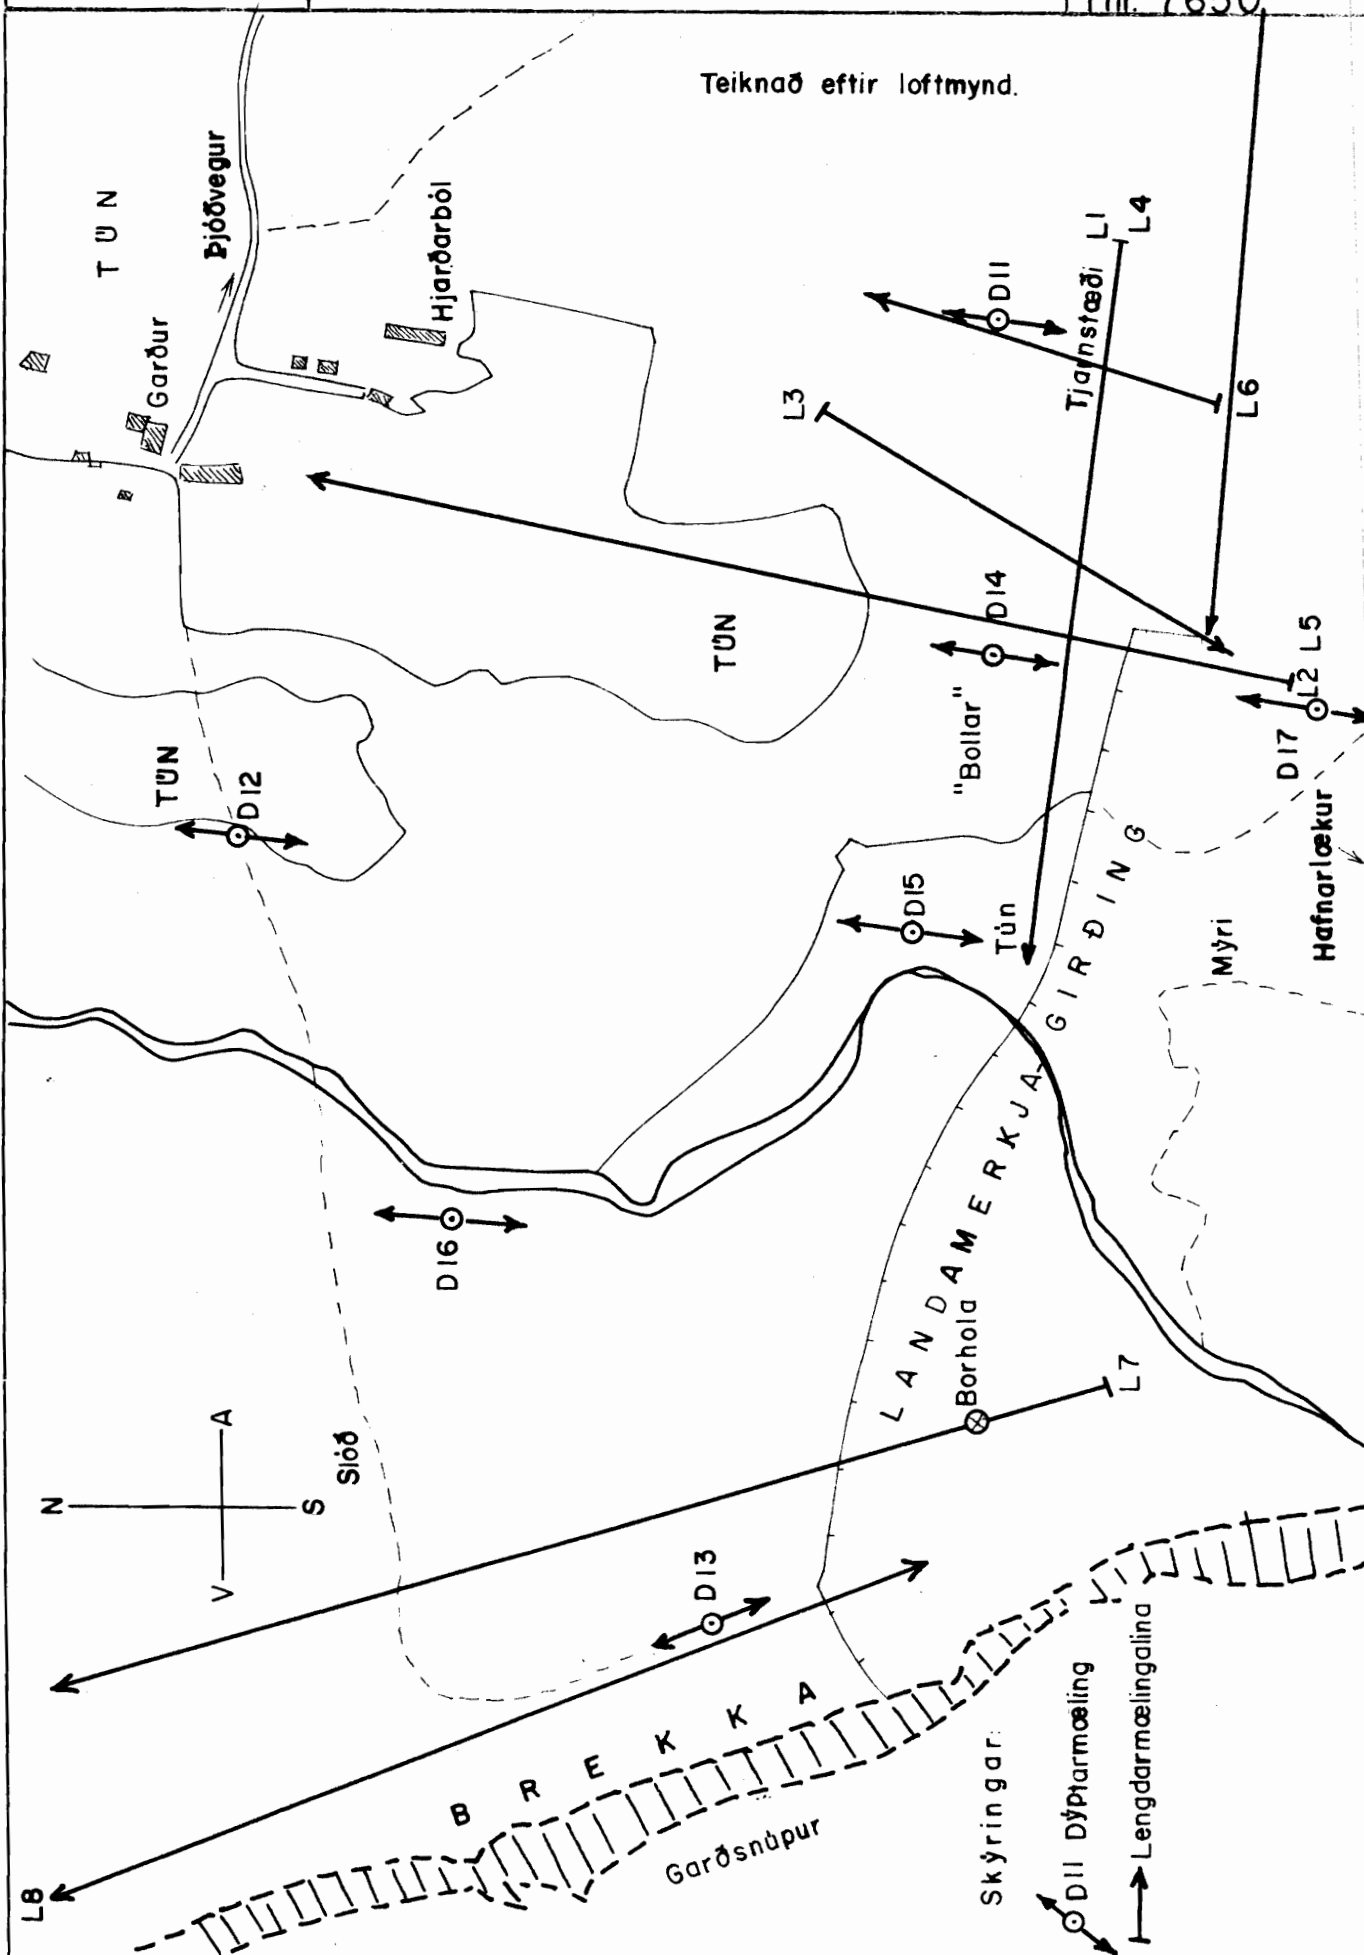 Teiknað eftir loftmynd.
TÚN
Þjóðvegur
Garður
Hjarðarból
L1
L4
D11
Tjarnstæði
L3
L6
D14
TÚN
L2 L5
D17
"Bollar"
TÚN
D12
D15
Tún
Hafnarlækur
Mýri
LANDAMERKJA-GIRÐING
D16
Borhola
L7
N
A
S
V
Slóð
D13
BREKKA
Garðsnúpur
L8
Skýringar:
D11 Dýptarmæling
Lengdarmælingalína